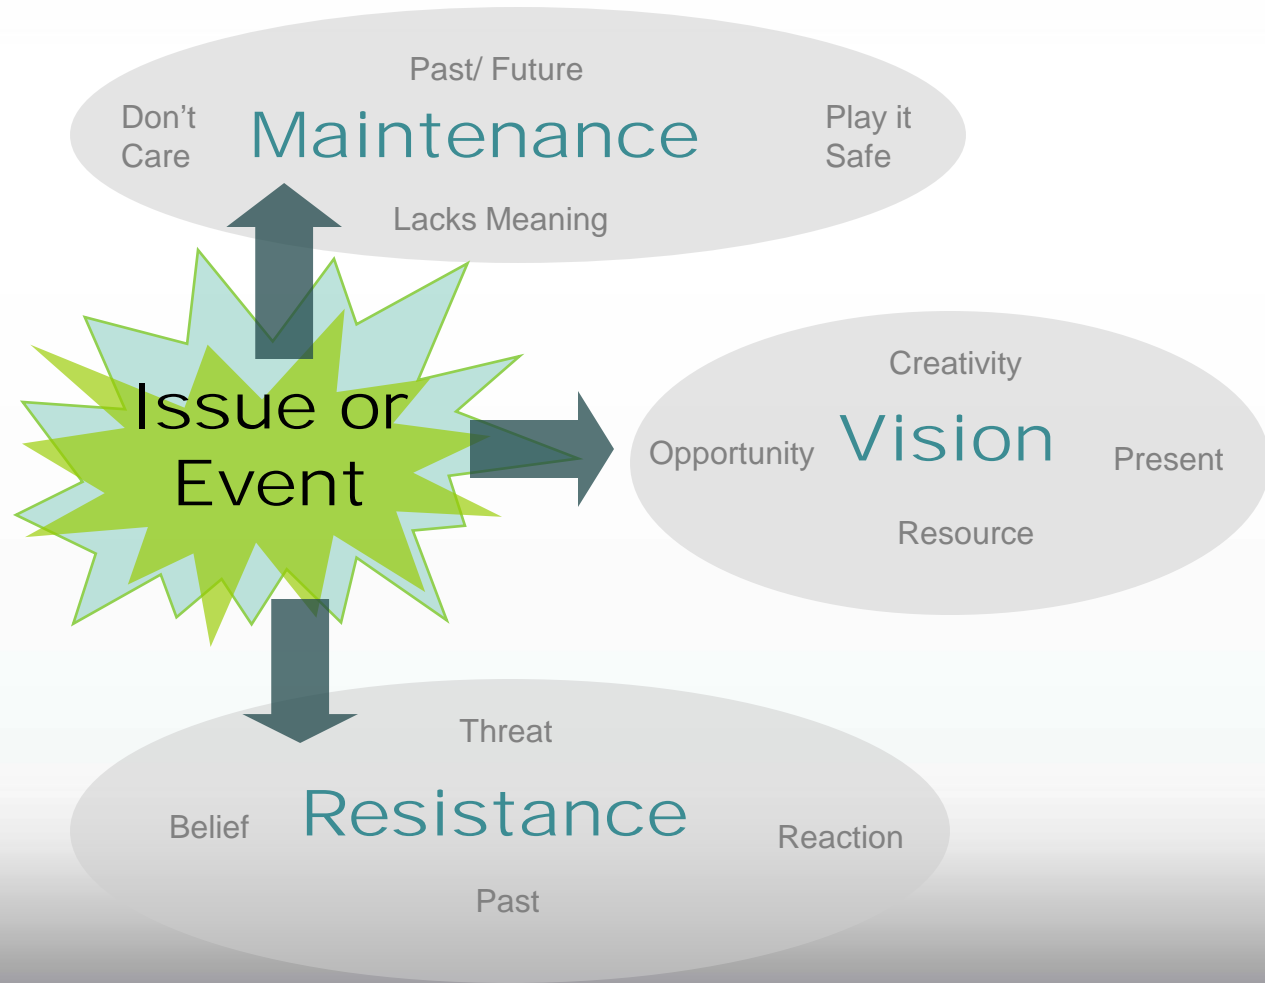 Past/ Future
Don't
Care
Maintenance
Play it
Safe
Lacks Meaning
Issue or
Event
Creativity
Opportunity
Vision
Present
Resource
Threat
Belief
Resistance
Reaction
Past